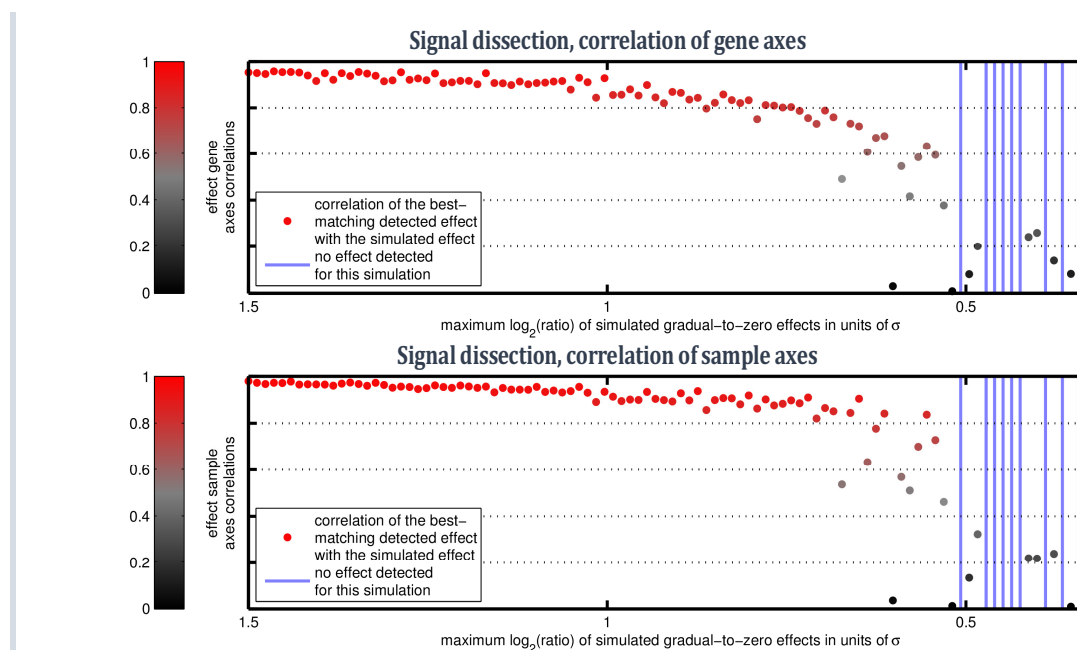 Signal dissection, correlation of gene axes
1
0.8
0.6
0.4
0.2
0
effect gene
axes correlations
correlation of the best−
matching detected effect
with the simulated effect
no effect detected
for this simulation
1.5
1
0.5
maximum log2(ratio) of simulated gradual−to−zero effects in units of σ
Signal dissection, correlation of sample axes
1
0.8
0.6
0.4
0.2
0
effect sample
axes correlations
correlation of the best−
matching detected effect
with the simulated effect
no effect detected
for this simulation
1.5
1
0.5
maximum log2(ratio) of simulated gradual−to−zero effects in units of σ